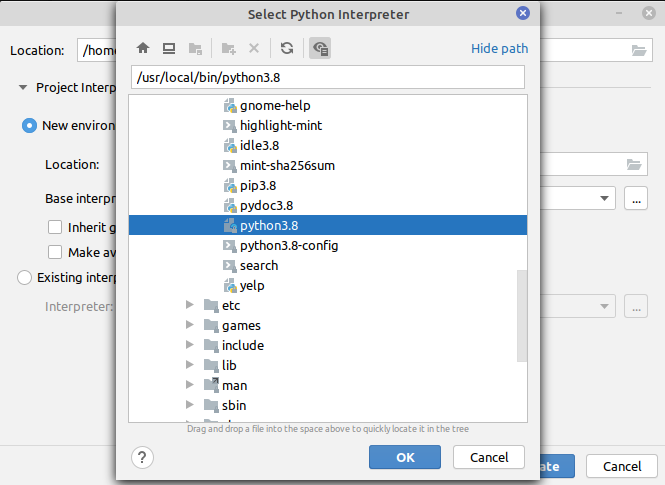 Select Python Interpreter
Location:
/home
Hide path
/usr/local/bin/python3.8
Project Interp
New environ
Location:
Base interpr
...
Inherit g
Make av
Existing interp
Interpreter:
...
gnome-help
highlight-mint
idle3.8
mint-sha256sum
pip3.8
pydoc3.8
python3.8
python3.8-config
search
yelp
etc
games
include
lib
man
sbin
Drag and drop a file into the space above to quickly locate it in the tree
?
OK
Cancel
ate
Cancel